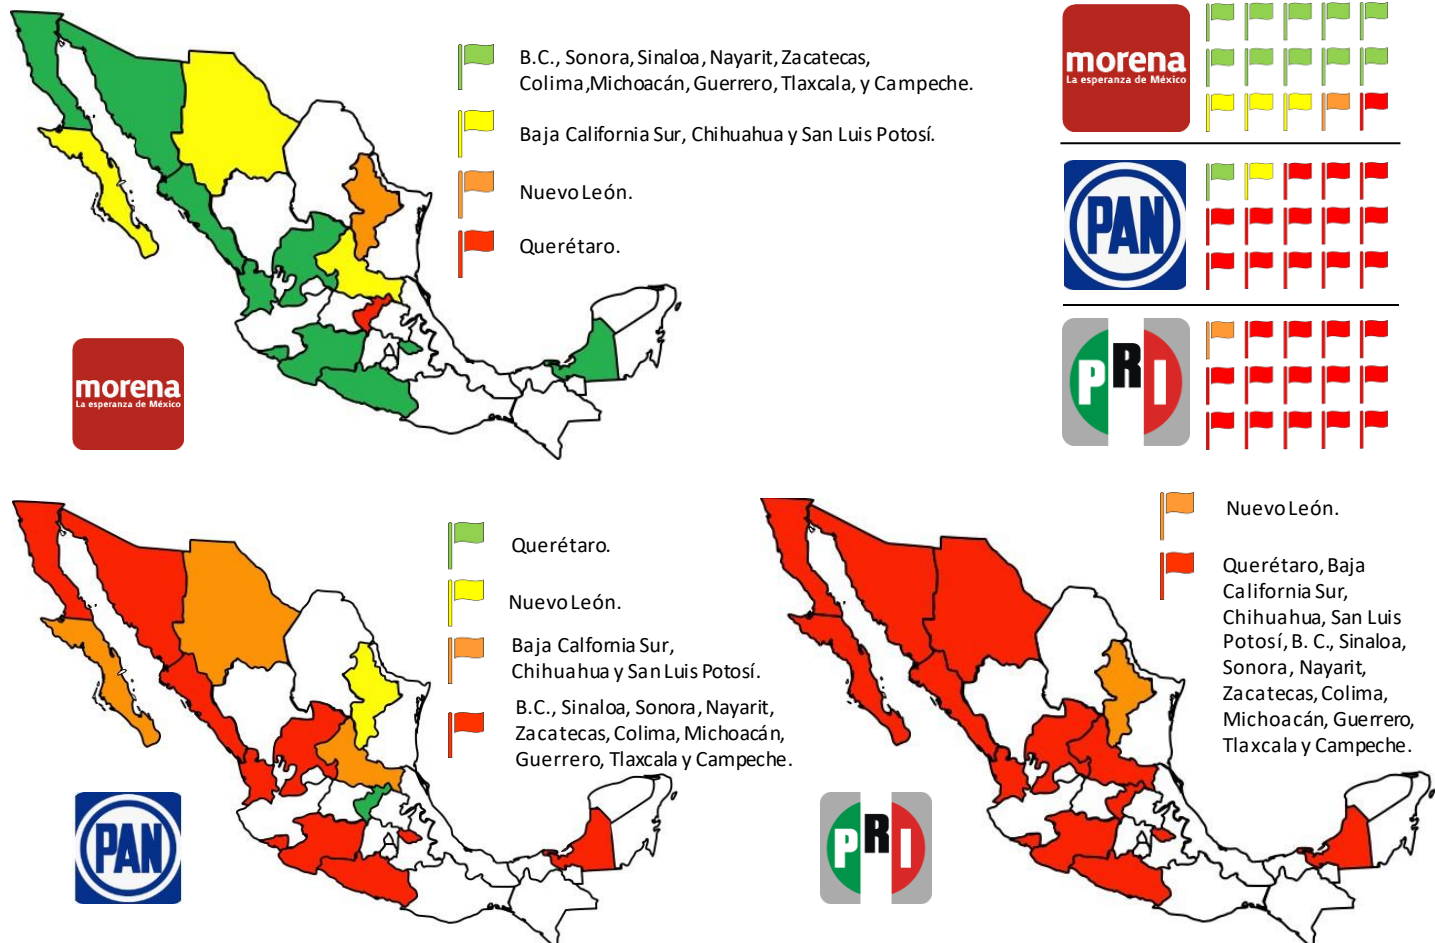 B.C., Sonora, Sinaloa, Nayarit, Zacatecas,
Colima,Michoacán, Guerrero, Tlaxcala, y Campeche.
Baja California Sur, Chihuahua y San Luis Potosí.
Nuevo León.
Querétaro.
morena
La esperanza de México
morena
La esperanza de México
PAN
PRI
Querétaro.
Nuevo León.
Baja Calfornia Sur,
Chihuahua y San Luis Potosí.
B.C., Sinaloa, Sonora, Nayarit,
Zacatecas, Colima, Michoacán,
Guerrero, Tlaxcala y Campeche.
PAN
Nuevo León.
Querétaro, Baja
California Sur,
Chihuahua, San Luis
Potosí, B. C., Sinaloa,
Sonora, Nayarit,
Zacatecas, Colima,
Michoacán, Guerrero,
Tlaxcala y Campeche.
PRI